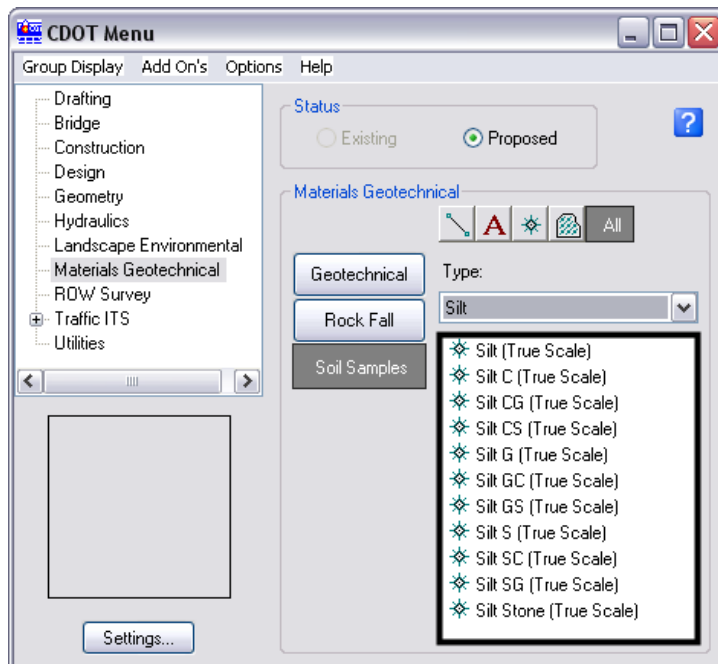 CDOT Menu
Group Display Add On's Options Help
Drafting
Bridge
Construction
Design
Geometry
Hydraulics
Landscape Environmental
Materials Geotechnical
ROW Survey
Traffic ITS
Utilities
Settings...
Status
Existing Proposed
?
Materials Geotechnical
A All
Geotechnical
Rock Fall
Soil Samples
Type:
Silt
Silt (True Scale)
Silt C (True Scale)
Silt CG (True Scale)
Silt CS (True Scale)
Silt G (True Scale)
Silt GC (True Scale)
Silt GS (True Scale)
Silt S (True Scale)
Silt SC (True Scale)
Silt SG (True Scale)
Silt Stone (True Scale)